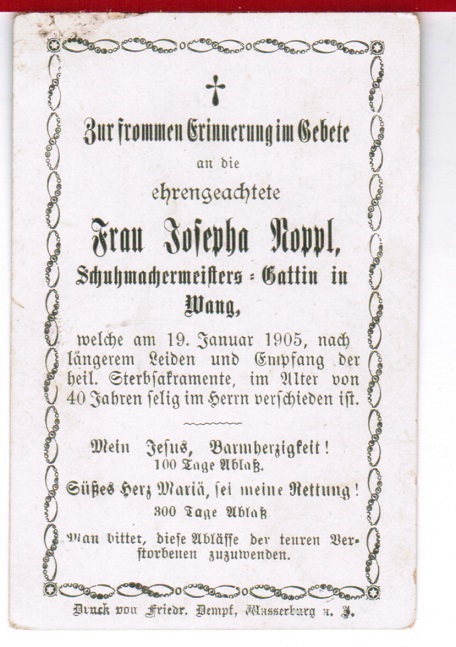 Zur frommen Erinnerung im Gebete
an die
ehrengeachtete
Frau Josepha Noppl,
Schuhmachermeisters-Gattin in
Wang,
welche am 19. Januar 1905, nach
längerem Leiden und Empfang der
heil. Sterbsakramente, im Alter von
40 Jahren selig im Herrn verschieden ist.
Mein Jesus, Barmherzigkeit!
100 Tage Ablaß.
Süßes Herz Mariä, sei meine Rettung!
300 Tage Ablaß
Man bittet, diese Ablässe der teuren Ver-
storbenen zuzuwenden.
Druck von Friedr. Dempf, Wasserburg a. I.